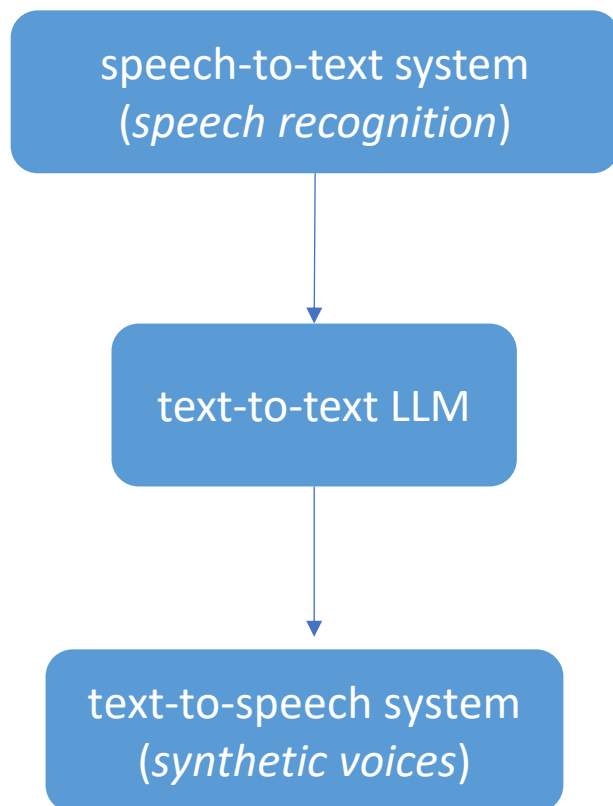 speech-to-text system
(speech recognition)
text-to-text LLM
text-to-speech system
(synthetic voices)